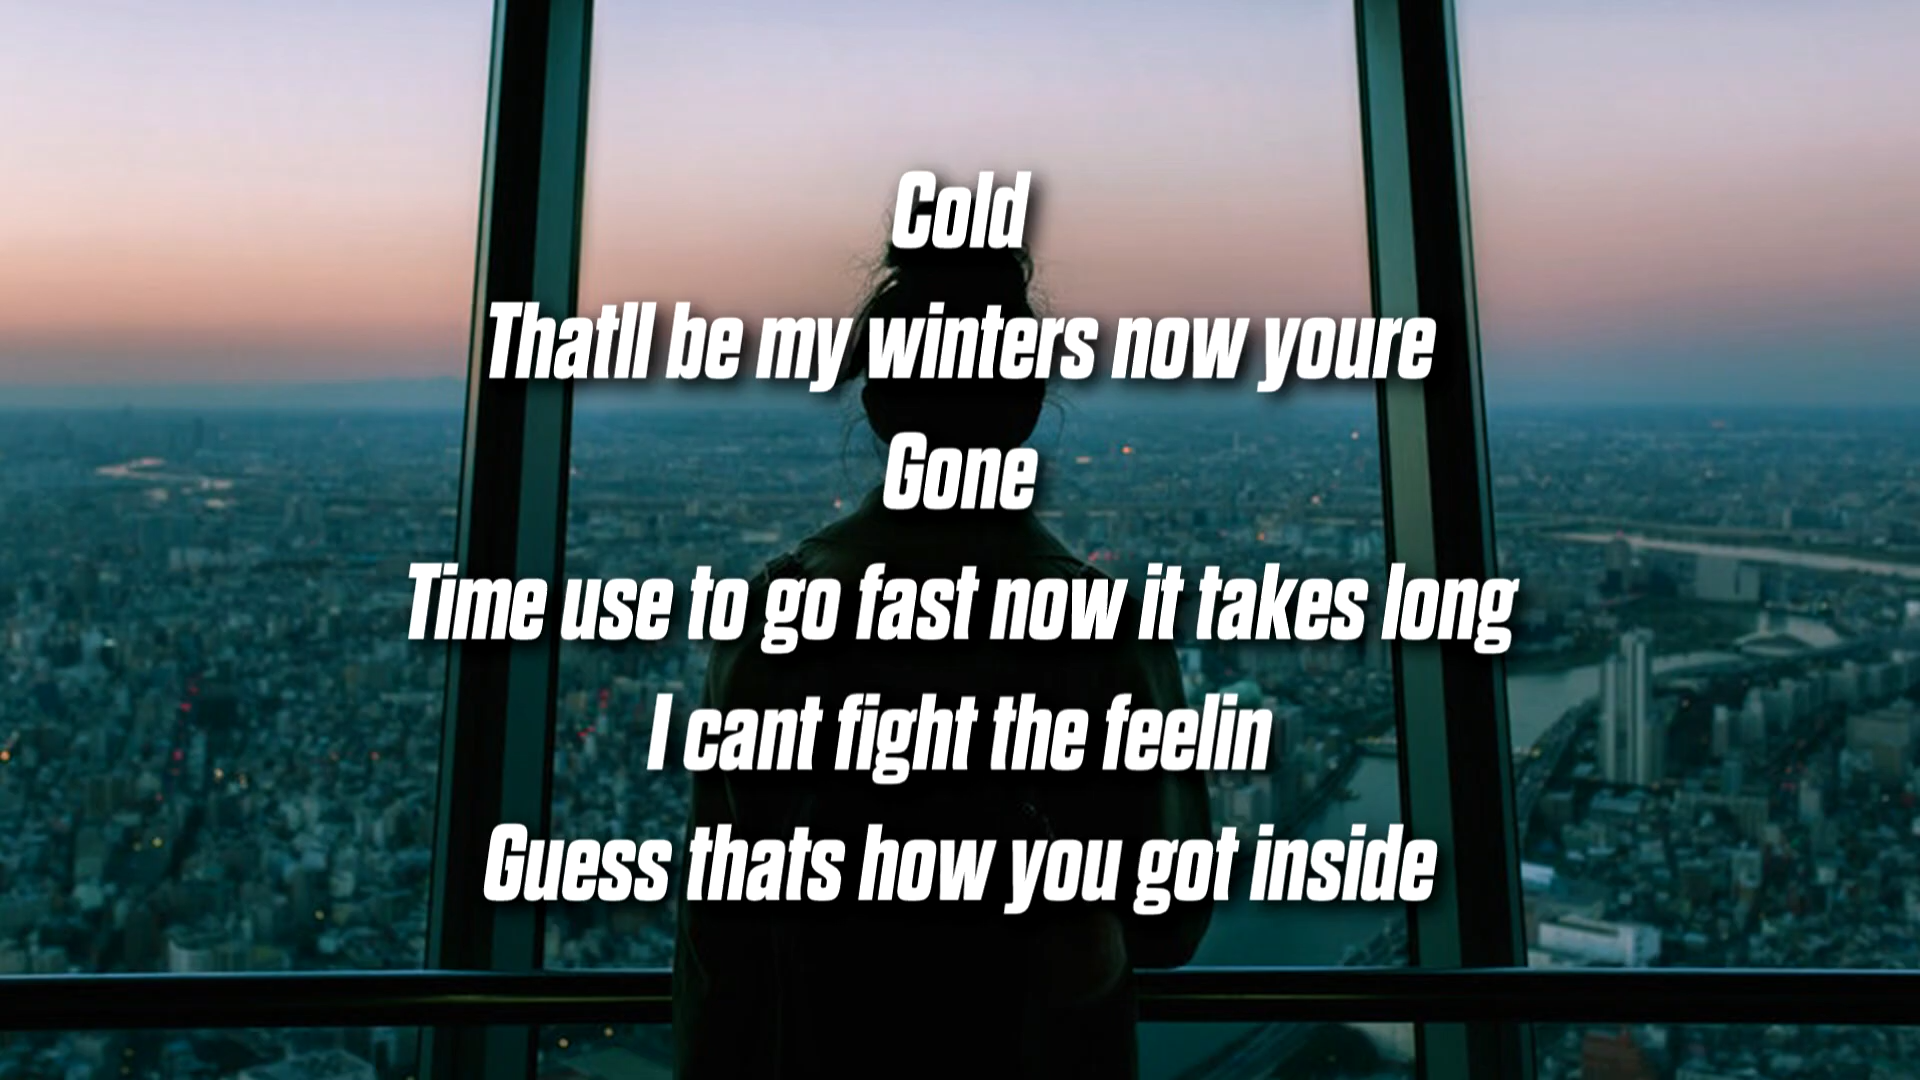 Cold
Thatll be my winters now youre
Gone
Time use to go fast now it takes long
I cant fight the feelin
Guess thats how you got inside